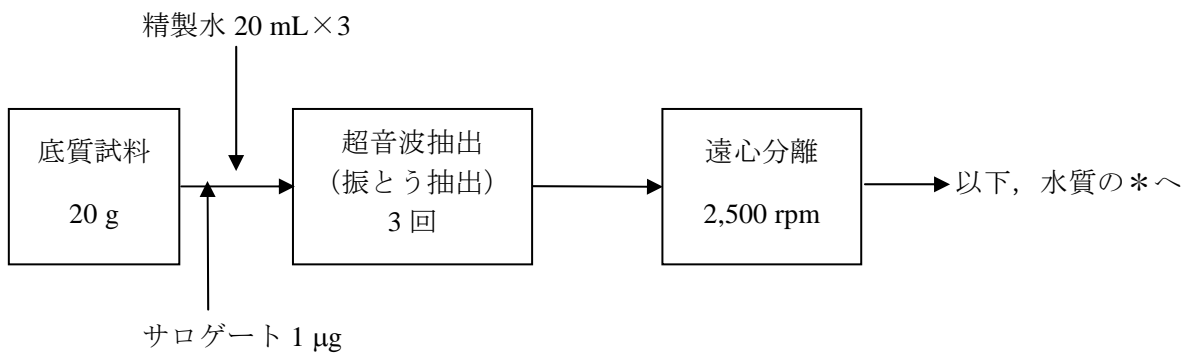 精製水 20 mL×3
底質試料
20 g
超音波抽出
（振とう抽出）
3 回
遠心分離
2,500 rpm
以下，水質の＊へ
サロゲート 1 μg